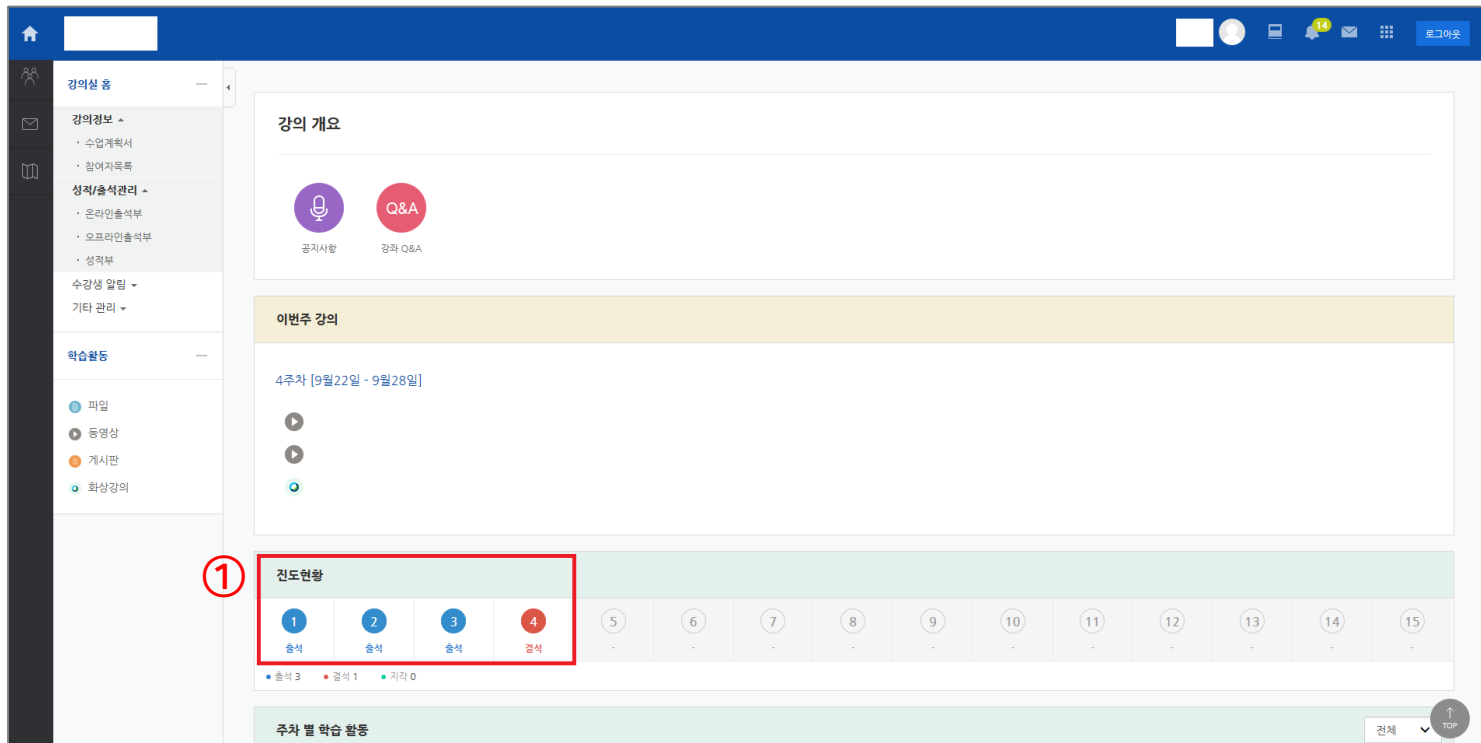 14
로그아웃
강의실 홈
강의정보
· 수업계획서
· 참여자목록
성적/출석관리
· 온라인출석부
· 오프라인출석부
· 성적부
수강생 알림
기타 관리
학습활동
파일
동영상
게시판
화상강의
강의 개요
Q&A
공지사항 강좌 Q&A
이번주 강의
4주차 [9월22일 - 9월28일]
①
진도현황
1 2 3 4 5 6 7 8 9 10 11 12 13 14 15
출석 출석 출석 결석 - - - - - - - - - - -
• 출석 3 • 결석 1 • 지각 0
주차 별 학습 활동
전체
TOP